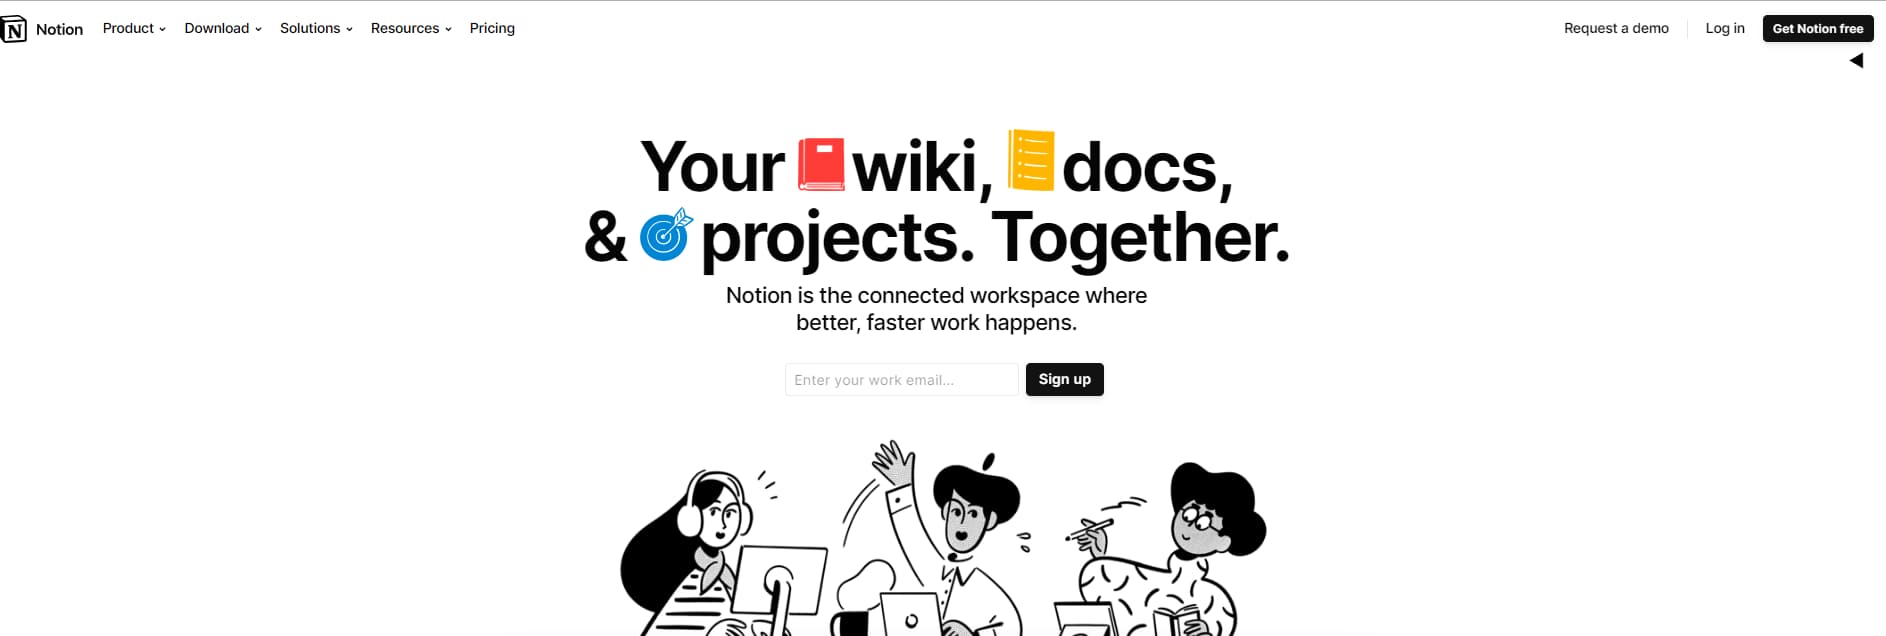 Notion Product Download Solutions Resources Pricing Request a demo Log in Get Notion free
Your wiki, docs,
& projects. Together.
Notion is the connected workspace where
better, faster work happens.
Enter your work email... Sign up